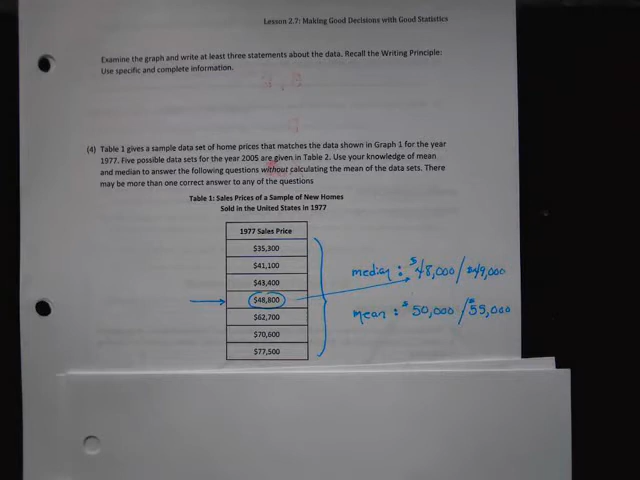 Lesson 2.7: Making Good Decisions with Good Statistics
Examine the graph and write at least three statements about the data. Recall the Writing Principle:
Use specific and complete information.
(4) Table 1 gives a sample data set of home prices that matches the data shown in Graph 1 for the year
1977. Five possible data sets for the year 2005 are given in Table 2. Use your knowledge of mean
and median to answer the following questions without calculating the mean of the data sets. There
may be more than one correct answer to any of the questions
Table 1: Sales Prices of a Sample of New Homes
Sold in the United States in 1977
1977 Sales Price
$35,300
$41,100
$43,400
$48,800
$62,700
$70,600
$77,500
median : $48,000/$49,000
mean : $50,000/$55,000